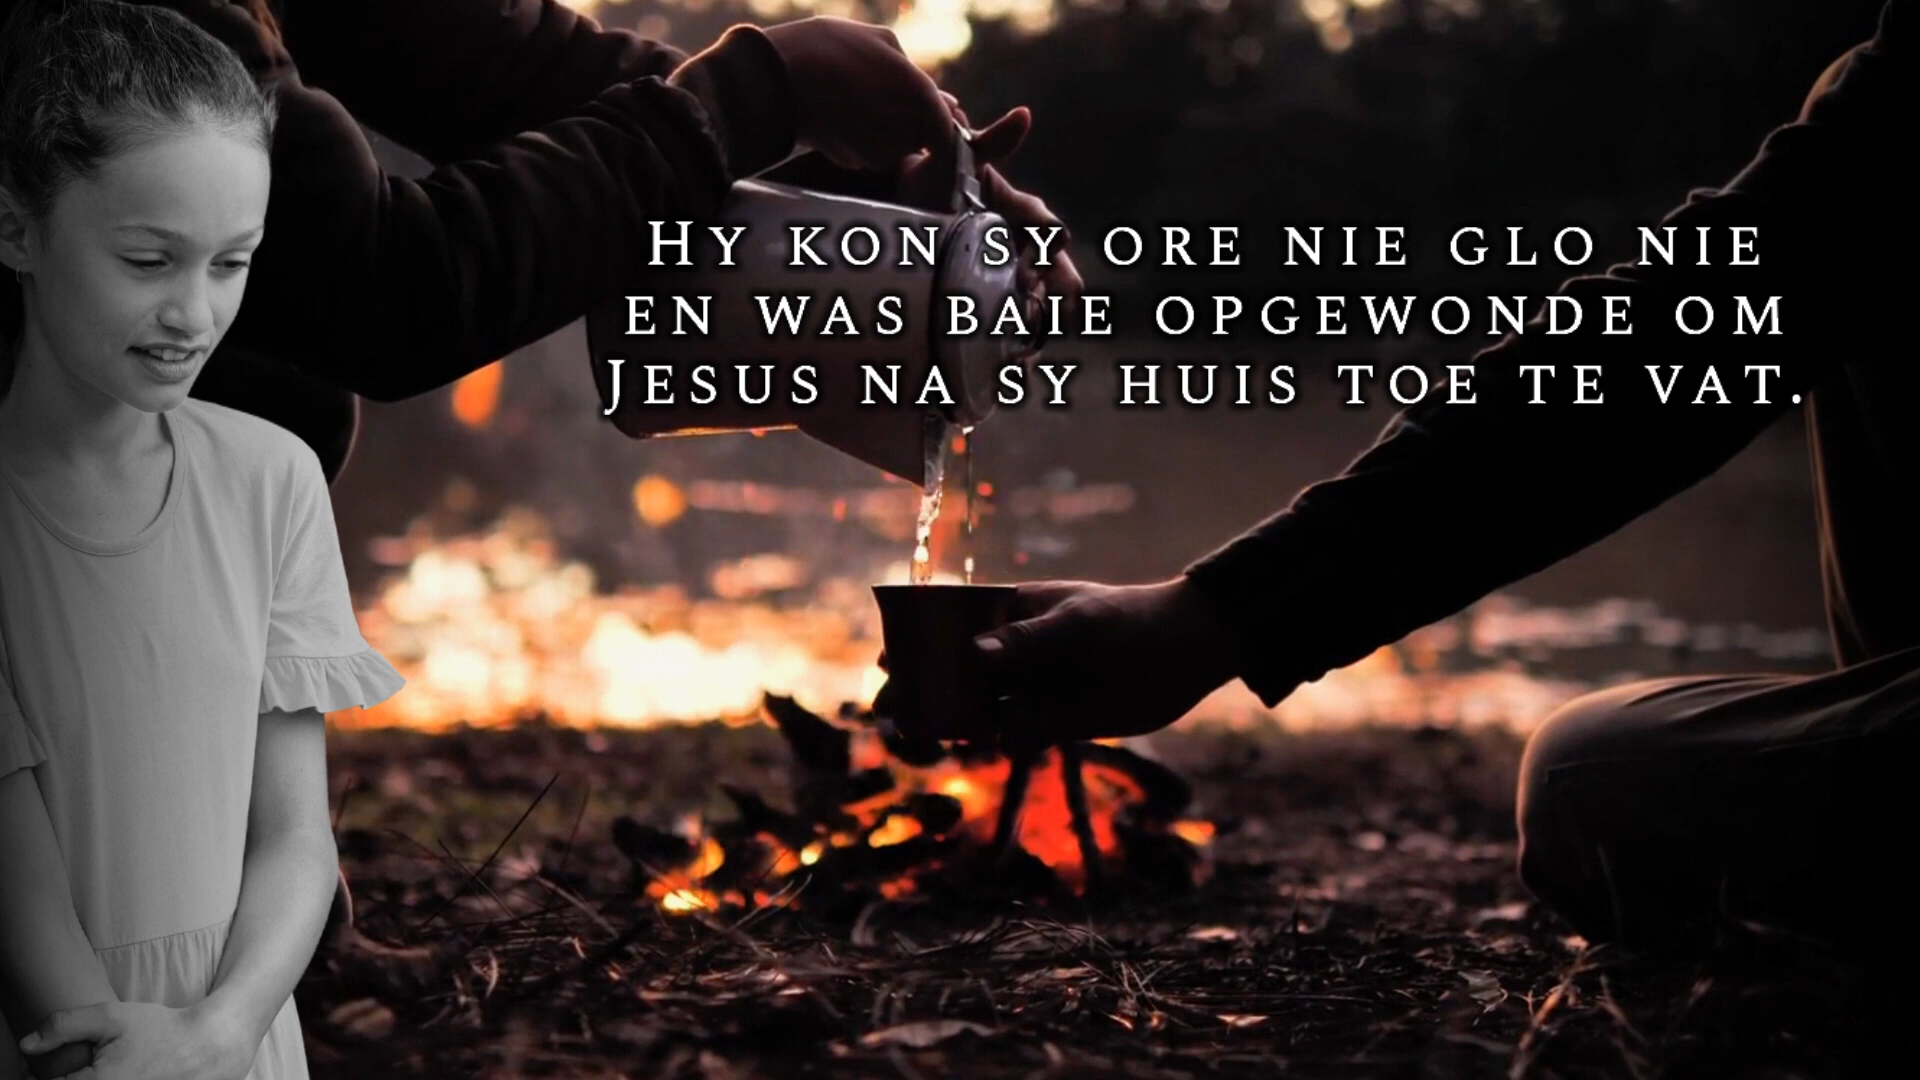 Hy kon sy ore nie glo nie
en was baie opgewonde om
Jesus na sy huis toe te vat.